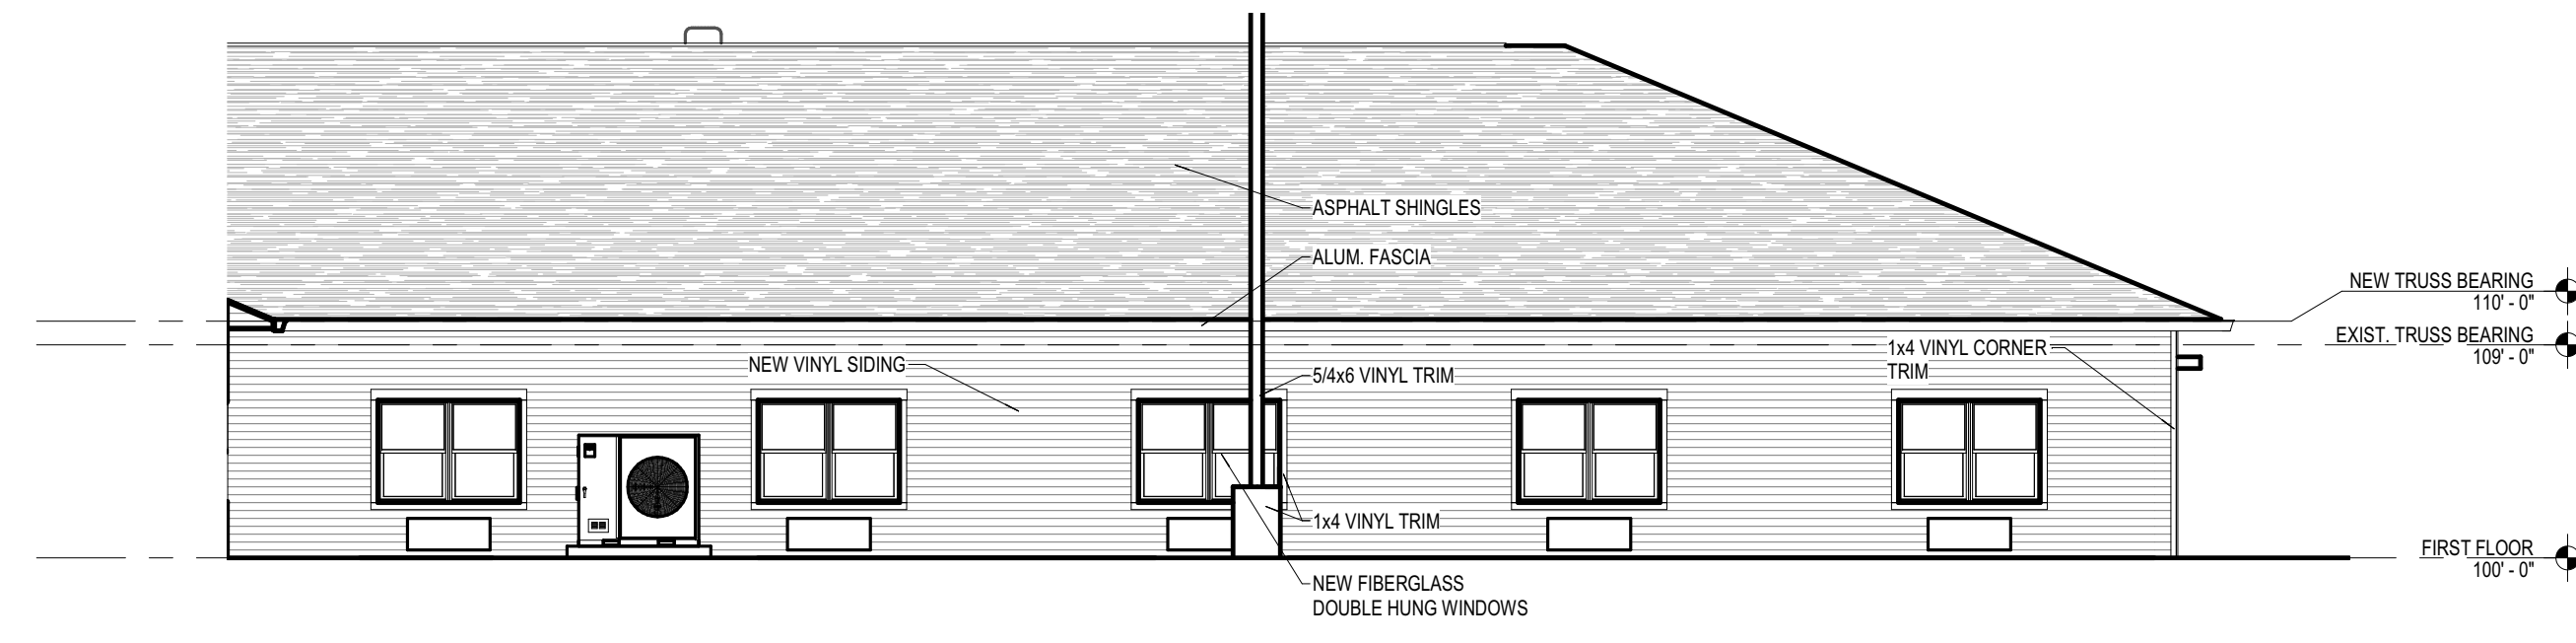 ASPHALT SHINGLES
ALUM. FASCIA
NEW TRUSS BEARING
110' - 0"
EXIST. TRUSS BEARING
109' - 0"
1x4 VINYL CORNER
TRIM
NEW VINYL SIDING
5/4x6 VINYL TRIM
1x4 VINYL TRIM
FIRST FLOOR
100' - 0"
NEW FIBERGLASS
DOUBLE HUNG WINDOWS